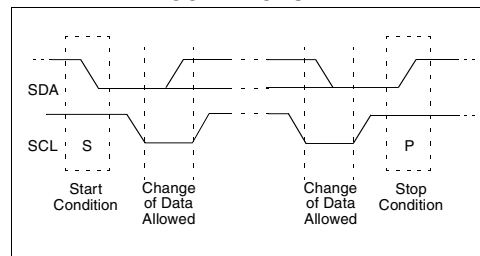 SDA
SCL
S
P
Start
Condition
Change
of Data
Allowed
Change
of Data
Allowed
Stop
Condition